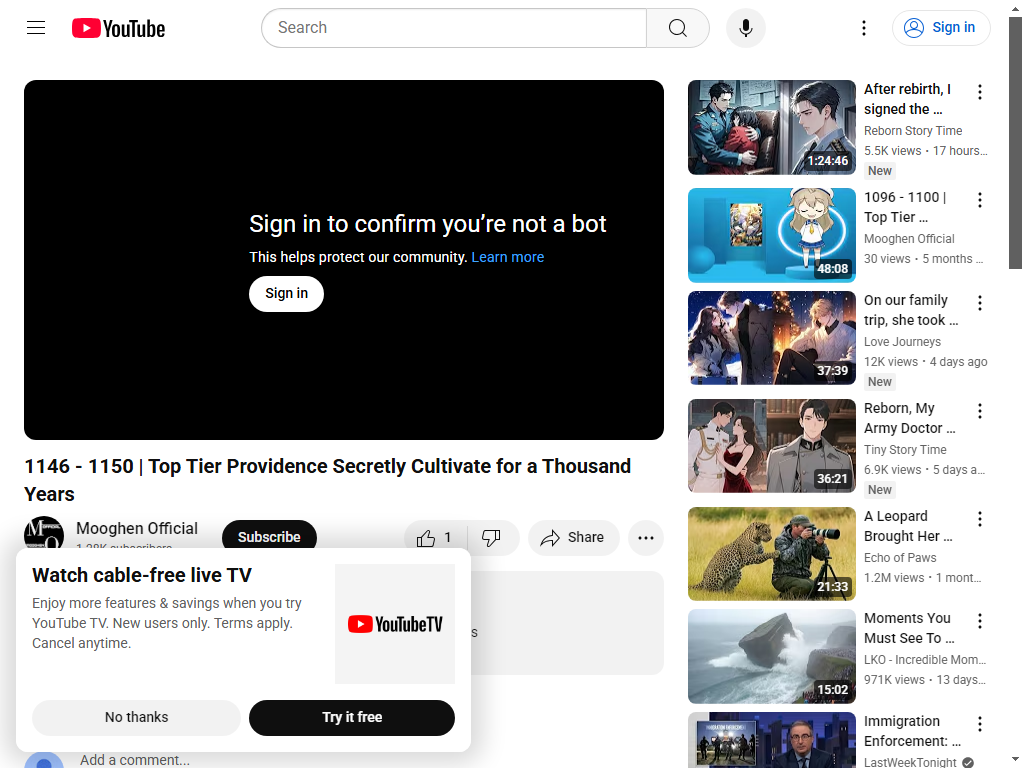 YouTube
Search
Sign in
Sign in to confirm you’re not a bot
This helps protect our community. Learn more
Sign in
1146 - 1150 | Top Tier Providence Secretly Cultivate for a Thousand
Years
Mooghen Official
Subscribe
1
Share
Watch cable-free live TV
Enjoy more features & savings when you try
YouTube TV. New users only. Terms apply.
Cancel anytime.
YouTubeTV
No thanks
Try it free
Add a comment...
1:24:46
After rebirth, I
signed the ...
Reborn Story Time
5.5K views • 17 hours...
New
48:08
1096 - 1100 |
Top Tier ...
Mooghen Official
30 views • 5 months ...
37:39
On our family
trip, she took ...
Love Journeys
12K views • 4 days ago
New
36:21
Reborn, My
Army Doctor ...
Tiny Story Time
6.9K views • 5 days a...
New
21:33
A Leopard
Brought Her ...
Echo of Paws
1.2M views • 1 mont...
15:02
Moments You
Must See To ...
LKO - Incredible Mom...
971K views • 13 days...
Immigration
Enforcement: ...
LastWeekTonight